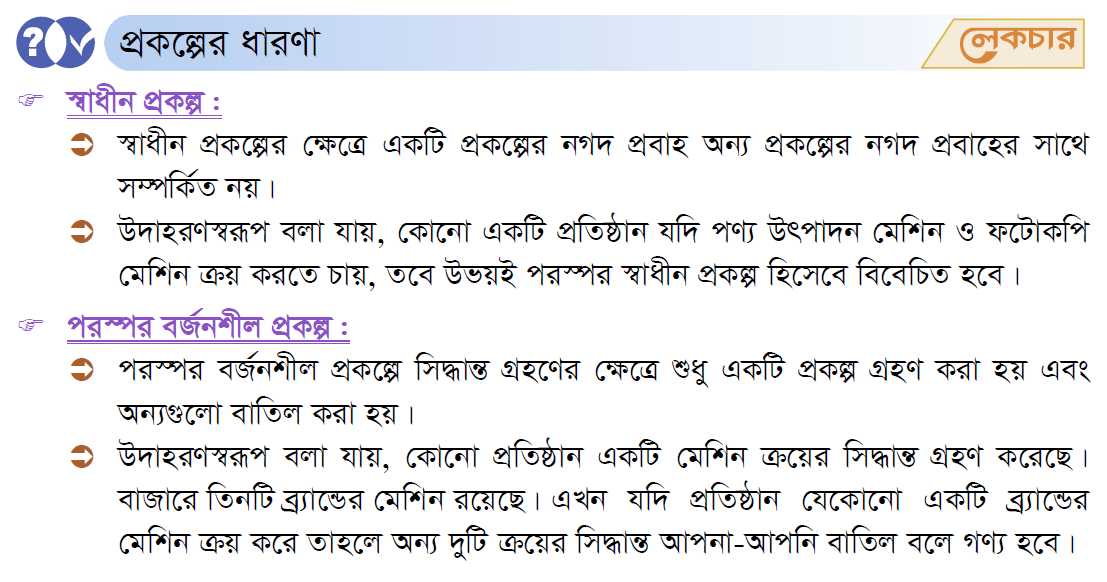 প্রকল্পের ধারণা
লেকচার
স্বাধীন প্রকল্প :
স্বাধীন প্রকল্পের ক্ষেত্রে একটি প্রকল্পের নগদ প্রবাহ অন্য প্রকল্পের নগদ প্রবাহের সাথে
সম্পর্কিত নয়।
উদাহরণস্বরূপ বলা যায়, কোনো একটি প্রতিষ্ঠান যদি পণ্য উৎপাদন মেশিন ও ফটোকপি
মেশিন ক্রয় করতে চায়, তবে উভয়ই পরস্পর স্বাধীন প্রকল্প হিসেবে বিবেচিত হবে।
পরস্পর বর্জনশীল প্রকল্প :
পরস্পর বর্জনশীল প্রকল্পে সিদ্ধান্ত গ্রহণের ক্ষেত্রে শুধু একটি প্রকল্প গ্রহণ করা হয় এবং
অন্যগুলো বাতিল করা হয়।
উদাহরণস্বরূপ বলা যায়, কোনো প্রতিষ্ঠান একটি মেশিন ক্রয়ের সিদ্ধান্ত গ্রহণ করেছে।
বাজারে তিনটি ব্র্যান্ডের মেশিন রয়েছে। এখন যদি প্রতিষ্ঠান যেকোনো একটি ব্র্যান্ডের
মেশিন ক্রয় করে তাহলে অন্য দুটি ক্রয়ের সিদ্ধান্ত আপনা-আপনি বাতিল বলে গণ্য হবে।